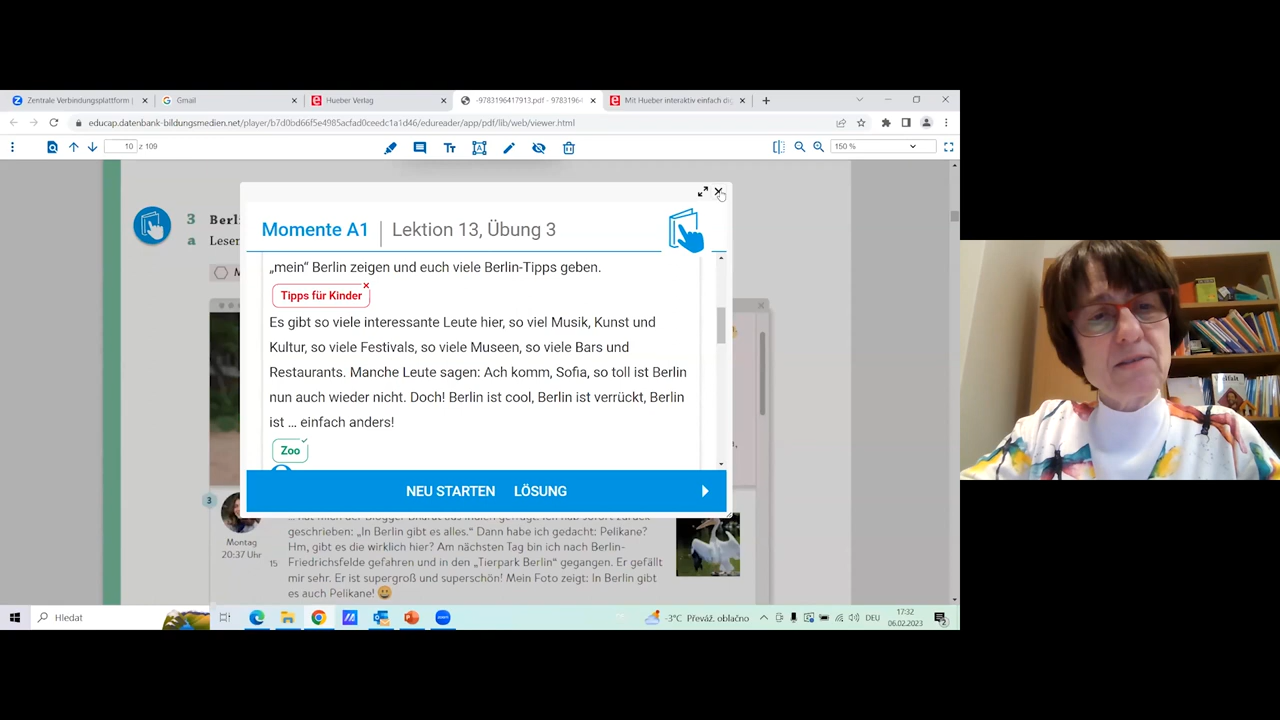 Zentrale Verbindungsplattform |
Gmail
Hueber Verlag
-9783196417913.pdf - 9783196
Mit Hueber interaktiv einfach di
educap.datenbank-bildungsmedien.net/player/b7d0bd66f5e4985acfad0ceedc1a1d46/edureader/app/pdf/lib/web/viewer.html
10 z 109
150 %
3 Berl
a Leser
Momente A1 | Lektion 13, Übung 3
„mein“ Berlin zeigen und euch viele Berlin-Tipps geben.
Tipps für Kinder
Es gibt so viele interessante Leute hier, so viel Musik, Kunst und
Kultur, so viele Festivals, so viele Museen, so viele Bars und
Restaurants. Manche Leute sagen: Ach komm, Sofia, so toll ist Berlin
nun auch wieder nicht. Doch! Berlin ist cool, Berlin ist verrückt, Berlin
ist … einfach anders!
Zoo
NEU STARTEN LÖSUNG
3
Montag
20:37 Uhr
geschrieben: „In Berlin gibt es alles.“ Dann habe ich gedacht: Pelikane?
Hm, gibt es die wirklich hier? Am nächsten Tag bin ich nach Berlin-
15 Friedrichsfelde gefahren und in den „Tierpark Berlin“ gegangen. Er gefällt
mir sehr. Er ist supergroß und superschön! Mein Foto zeigt: In Berlin gibt
es auch Pelikane!
Hledat
-3°C Převáž. oblačno
DEU
17:32
06.02.2023